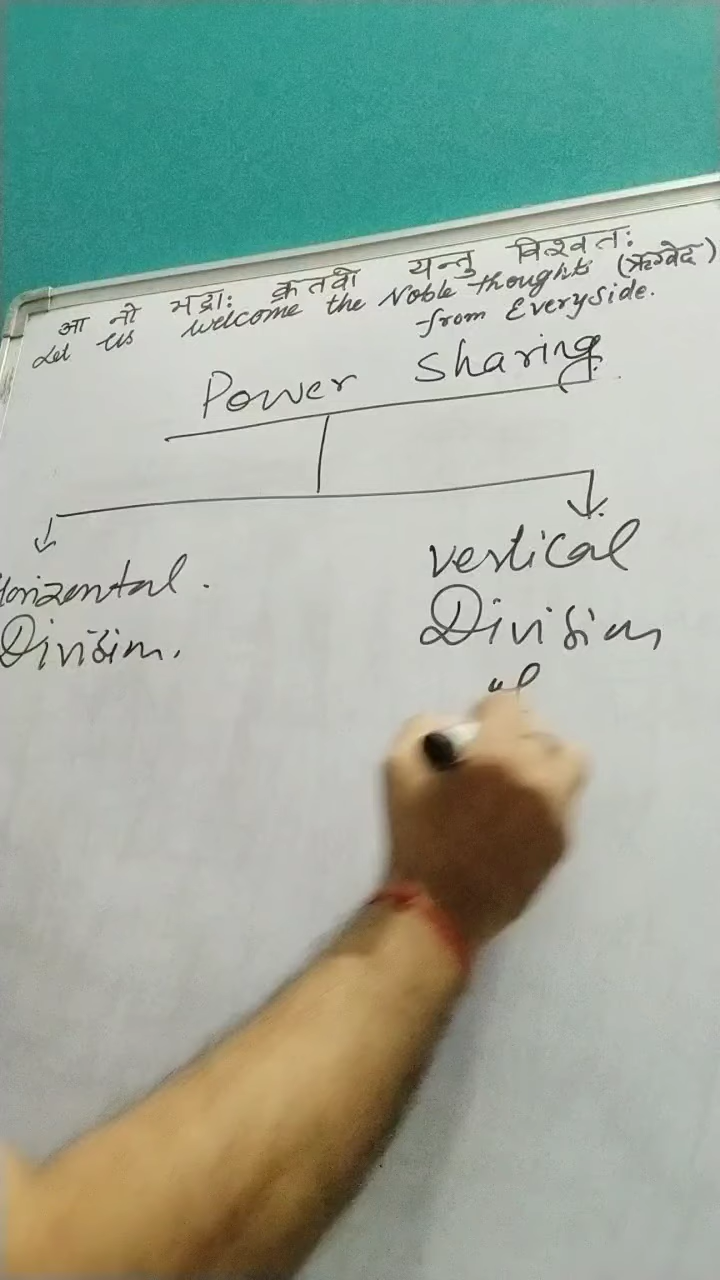 आ नो भद्राः क्रतवो यन्तु विश्वतः (ऋग्वेद)
Let us welcome the Noble thoughts
from Everyside.
Power Sharing
Horizental. vertical
Division. Division
of